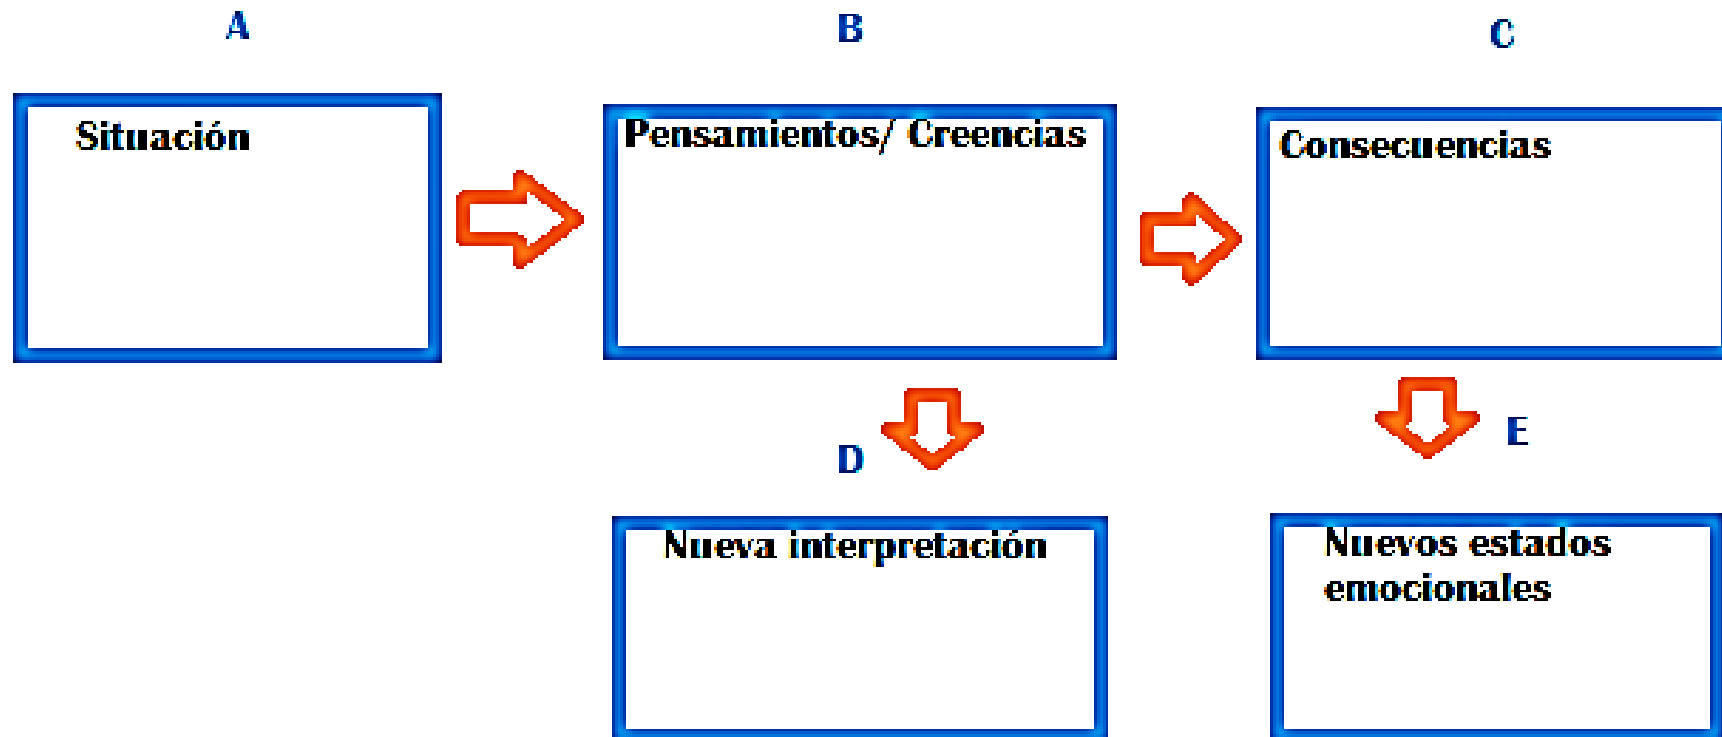 A
B
C
Situación
Pensamientos/ Creencias
Consecuencias
D
E
Nueva interpretación
Nuevos estados
emocionales